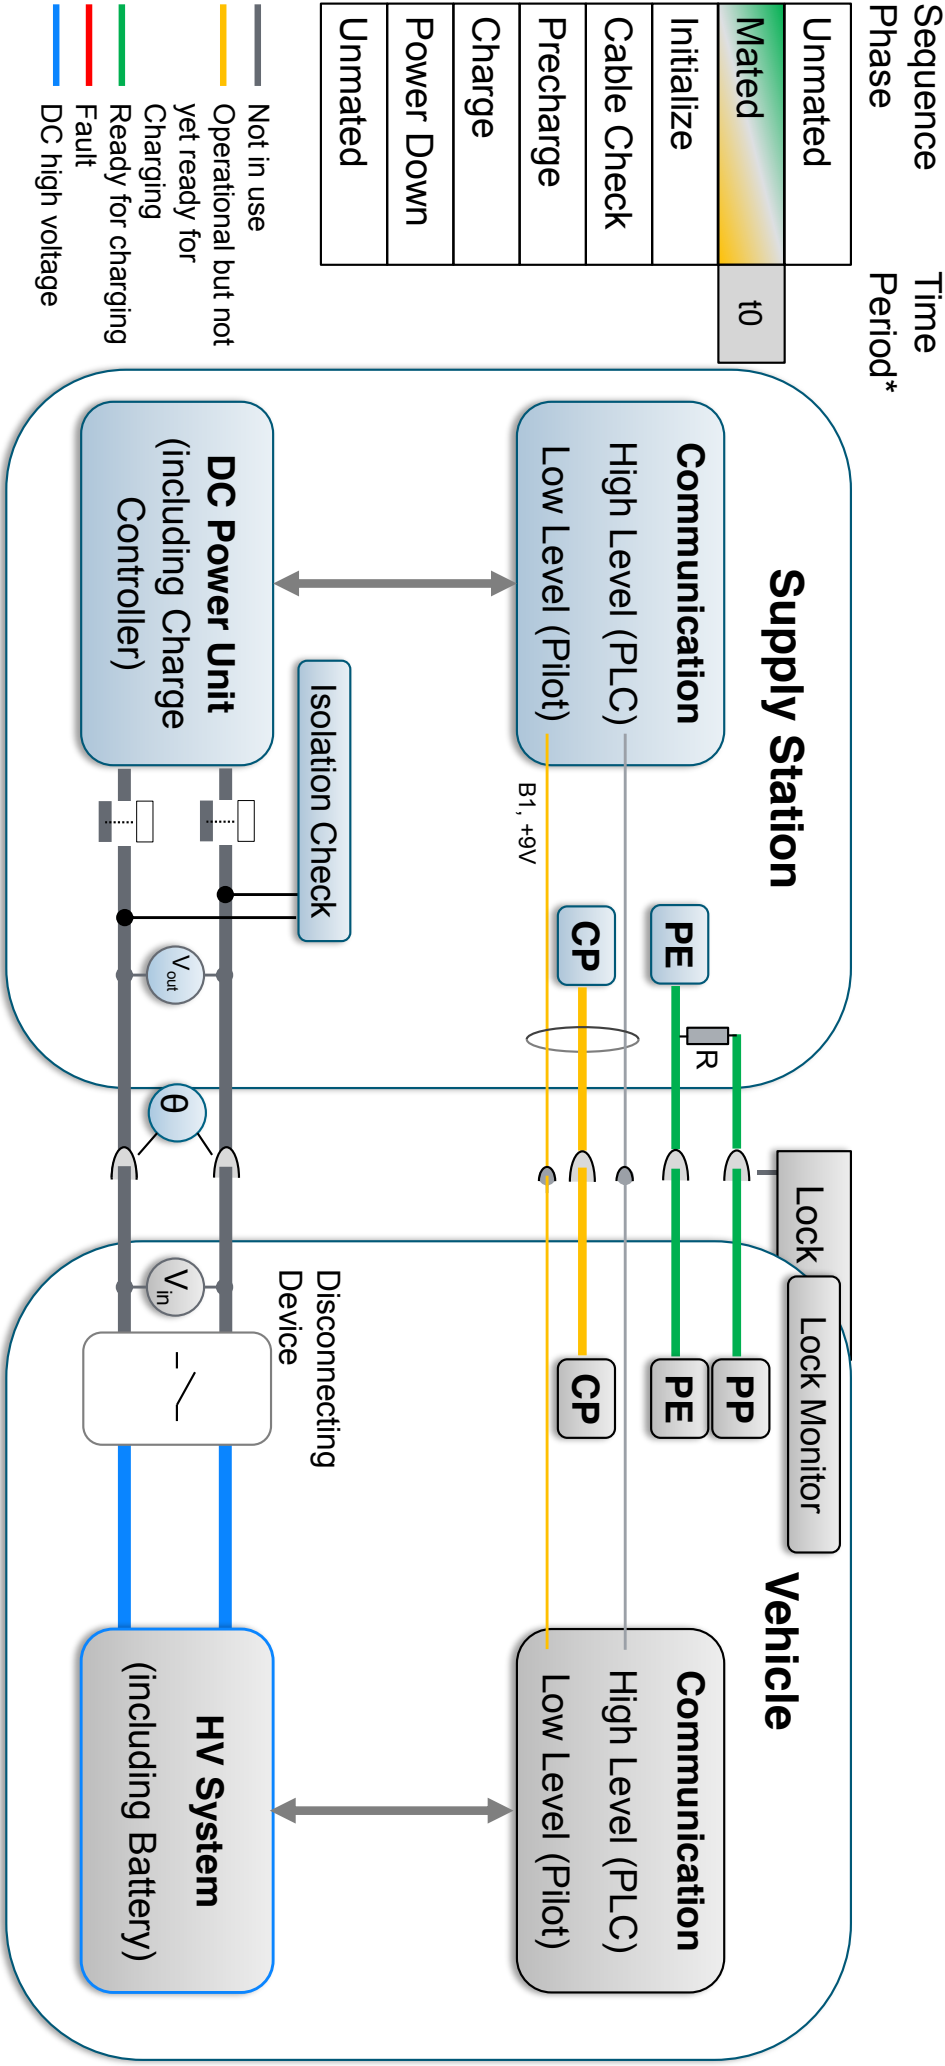 Sequence
Phase
Time
Period*
Unmated
Mated
t0
Initialize
Cable Check
Precharge
Charge
Power Down
Unmated
Not in use
Operational but not
yet ready for
Charging
Ready for charging
Fault
DC high voltage
Supply Station
Communication
High Level (PLC)
Low Level (Pilot)
B1, +9V
DC Power Unit
(including Charge
Controller)
Isolation Check
PE
CP
R
Vout
θ
Lock
Lock Monitor
Vehicle
PP
PE
CP
Disconnecting
Device
Vin
Communication
High Level (PLC)
Low Level (Pilot)
HV System
(including Battery)